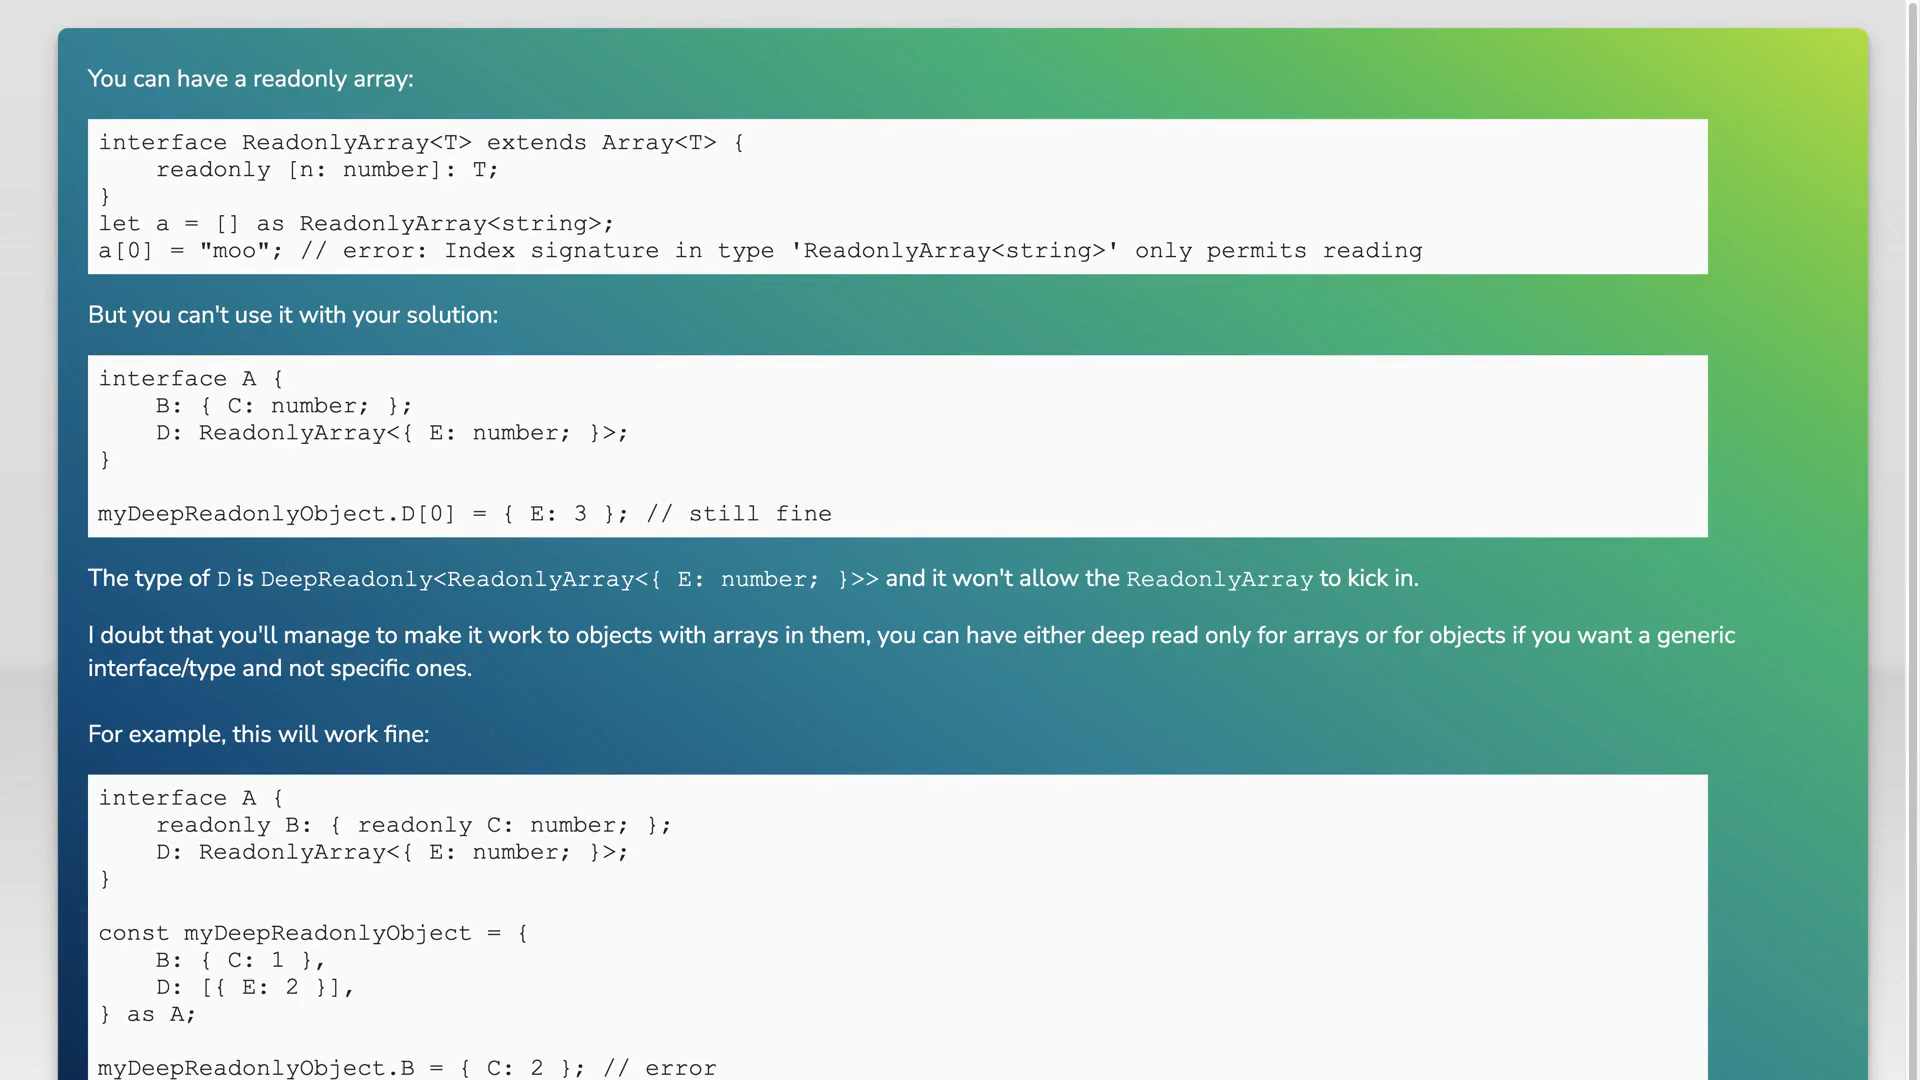 You can have a readonly array:
interface ReadonlyArray<T> extends Array<T> {
    readonly [n: number]: T;
}
let a = [] as ReadonlyArray<string>;
a[0] = "moo"; // error: Index signature in type 'ReadonlyArray<string>' only permits reading
But you can't use it with your solution:
interface A {
    B: { C: number; };
    D: ReadonlyArray<{ E: number; }>;
}
myDeepReadonlyObject.D[0] = { E: 3 }; // still fine
The type of D is DeepReadonly<ReadonlyArray<{ E: number; }>> and it won't allow the ReadonlyArray to kick in.
I doubt that you'll manage to make it work to objects with arrays in them, you can have either deep read only for arrays or for objects if you want a generic
interface/type and not specific ones.
For example, this will work fine:
interface A {
    readonly B: { readonly C: number; };
    D: ReadonlyArray<{ E: number; }>;
}
const myDeepReadonlyObject = {
    B: { C: 1 },
    D: [{ E: 2 }],
} as A;
myDeepReadonlyObject.B = { C: 2 }; // error